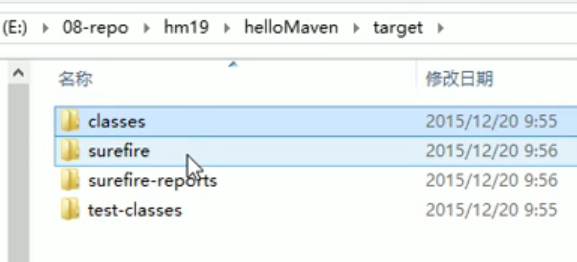 (E:) › 08-repo › hm19 › helloMaven › target ›
名称 修改日期
classes 2015/12/20 9:55
surefire 2015/12/20 9:56
surefire-reports 2015/12/20 9:56
test-classes 2015/12/20 9:55